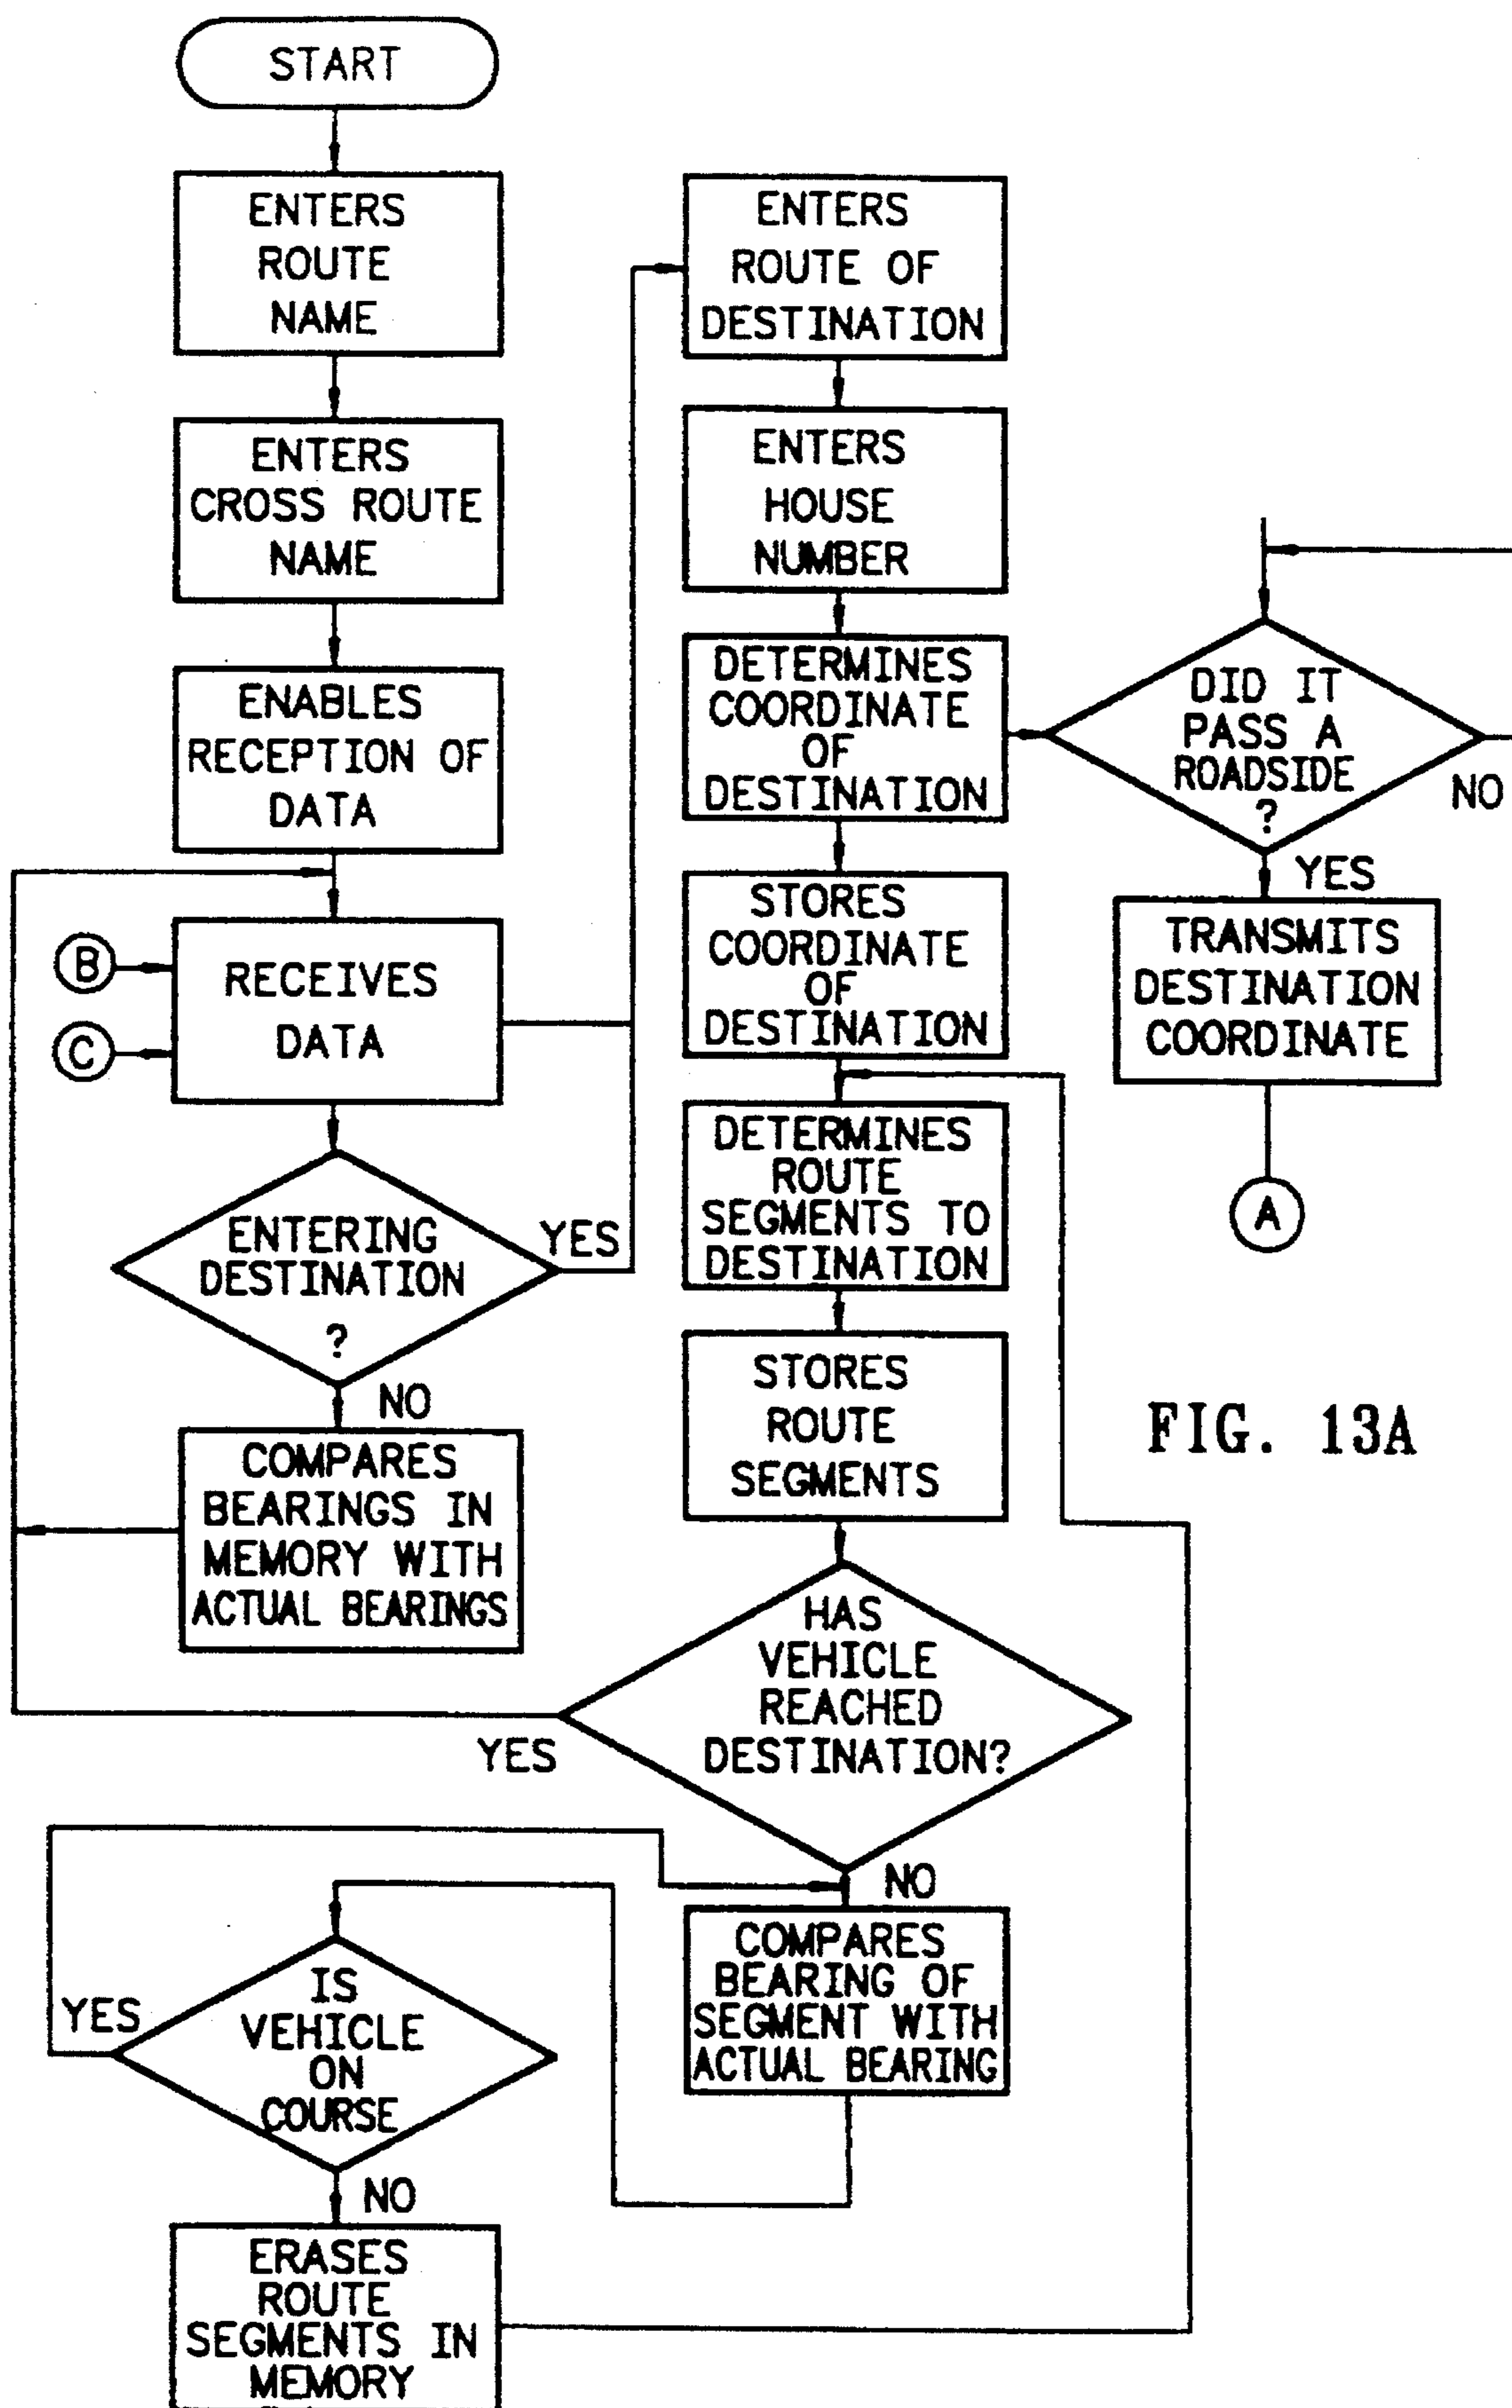 START
ENTERS
ROUTE
NAME
ENTERS
CROSS ROUTE
NAME
ENABLES
RECEPTION OF
DATA
B
C
RECEIVES
DATA
ENTERING
DESTINATION
?
YES
NO
COMPARES
BEARINGS IN
MEMORY WITH
ACTUAL BEARINGS
ENTERS
ROUTE OF
DESTINATION
ENTERS
HOUSE
NUMBER
DETERMINES
COORDINATE
OF
DESTINATION
STORES
COORDINATE
OF
DESTINATION
DETERMINES
ROUTE
SEGMENTS TO
DESTINATION
STORES
ROUTE
SEGMENTS
HAS
VEHICLE
REACHED
DESTINATION?
YES
NO
COMPARES
BEARING OF
SEGMENT WITH
ACTUAL BEARING
IS
VEHICLE
ON
COURSE
YES
NO
ERASES
ROUTE
SEGMENTS IN
MEMORY
DID IT
PASS A
ROADSIDE
?
NO
YES
TRANSMITS
DESTINATION
COORDINATE
A
FIG. 13A